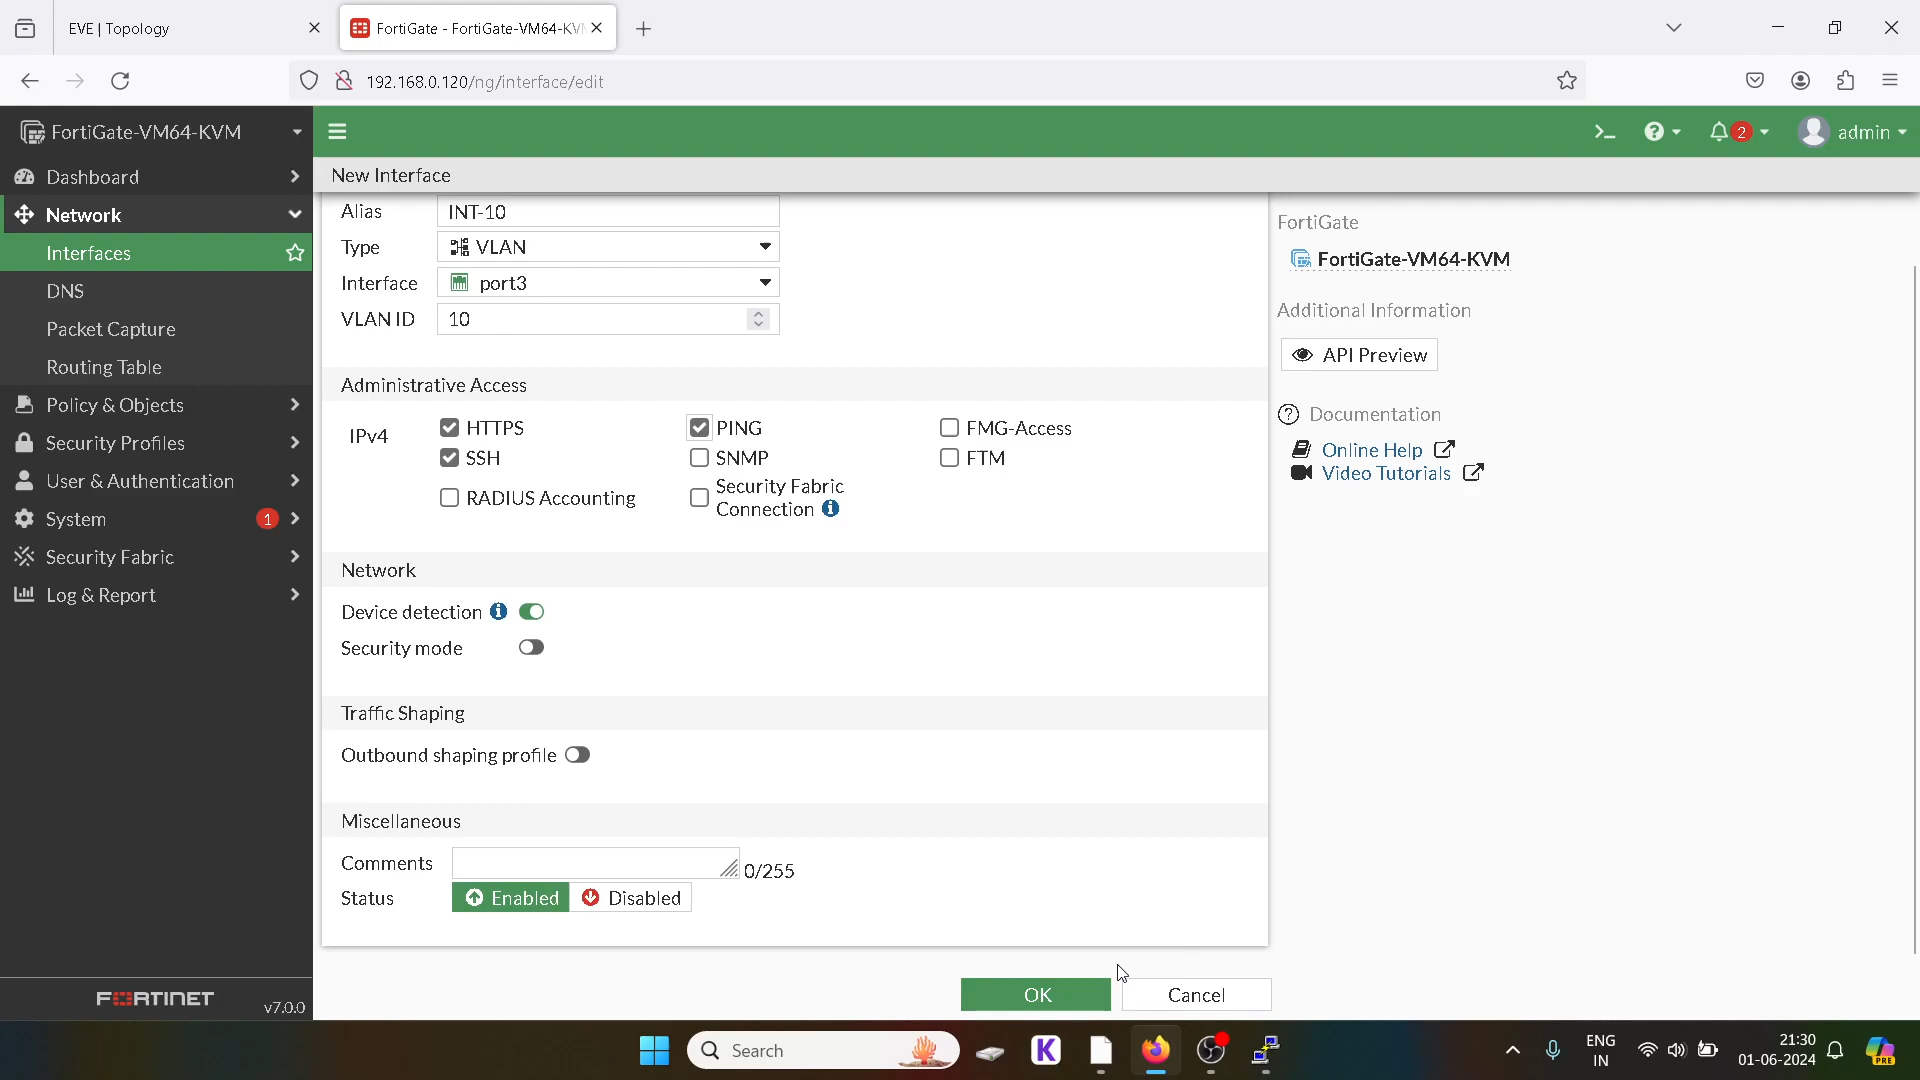 EVE | Topology
FortiGate - FortiGate-VM64-KV
192.168.0.120/ng/interface/edit
FortiGate-VM64-KVM
2
admin
Dashboard
New Interface
Network
Interfaces
DNS
Packet Capture
Routing Table
Policy & Objects
Security Profiles
User & Authentication
System
1
Security Fabric
Log & Report
FORTINET
v7.0.0
Alias
INT-10
Type
VLAN
Interface
port3
VLAN ID
10
Administrative Access
IPv4
HTTPS
PING
FMG-Access
SSH
SNMP
FTM
RADIUS Accounting
Security Fabric
Connection
Network
Device detection
Security mode
Traffic Shaping
Outbound shaping profile
Miscellaneous
Comments
0/255
Status
Enabled
Disabled
OK
Cancel
FortiGate
FortiGate-VM64-KVM
Additional Information
API Preview
Documentation
Online Help
Video Tutorials
Search
K
ENG
IN
21:30
01-06-2024
PRE